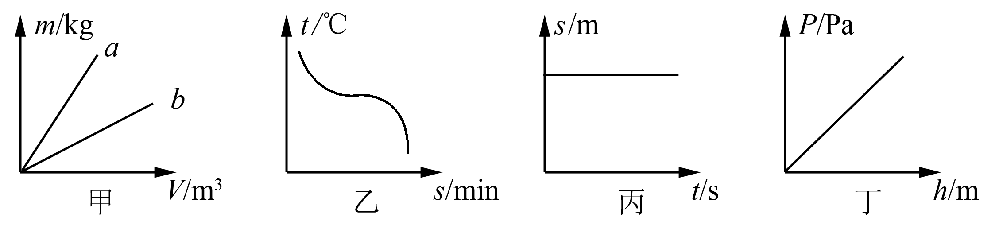 m/kg
a
b
V/m³
甲
t/℃
s/min
乙
s/m
t/s
丙
P/Pa
h/m
丁